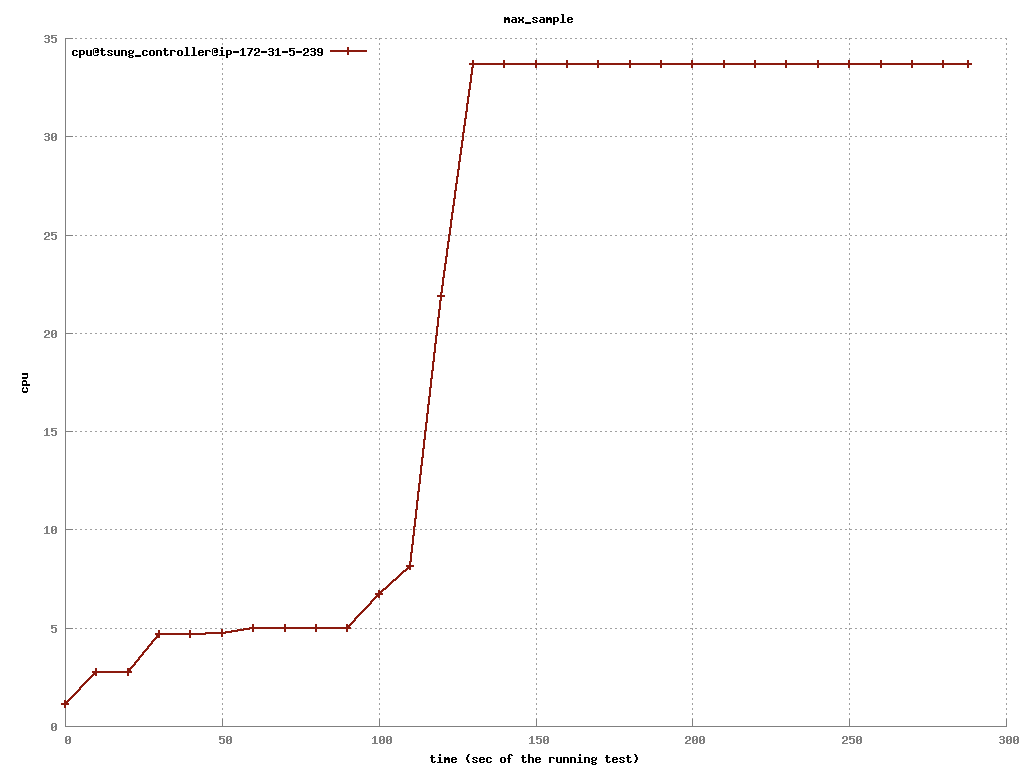 max_sample
35
cpu@tsung_controller@ip-172-31-5-239
30
25
20
cpu
15
10
5
0
0 50 100 150 200 250 300
time (sec of the running test)